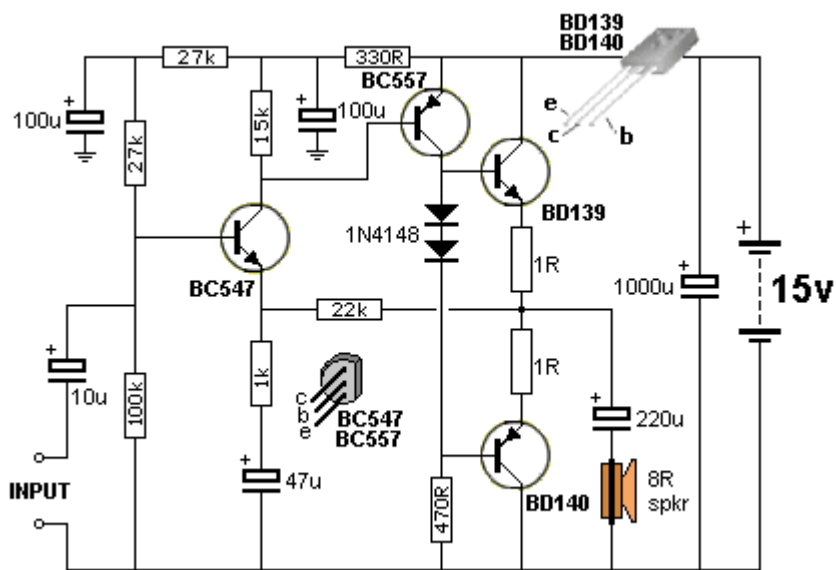 BD139
BD140
27k
330R
BC557
e
c
b
+
100u
27k
15k
+
100u
BC547
1N4148
BD139
1R
+
1000u
+
15v
22k
+
10u
100k
1k
c
b
e
BC547
BC557
1R
+
220u
INPUT
+
47u
470R
BD140
8R
spkr